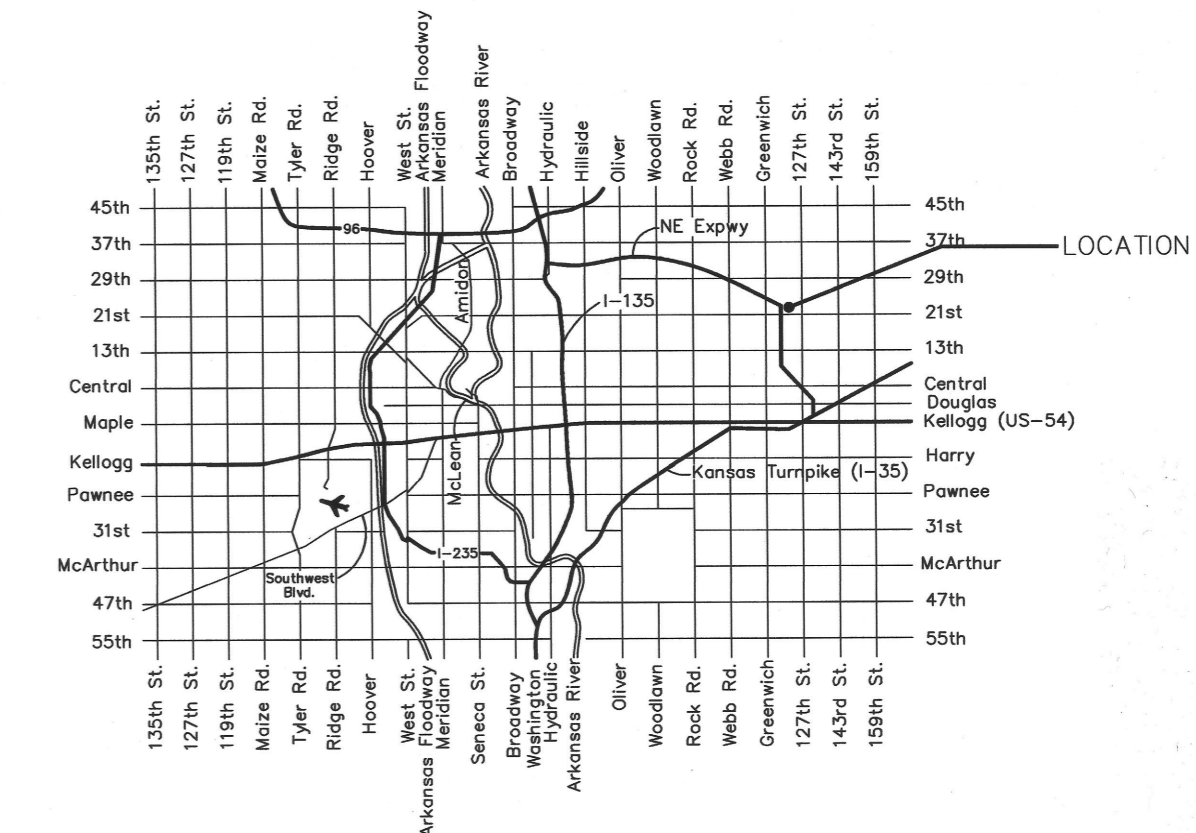 135th St.
127th St.
119th St.
Maize Rd.
Tyler Rd.
Ridge Rd.
Hoover
West St.
Arkansas Floodway
Meridian
Arkansas River
Broadway
Hydraulic
Hillside
Oliver
Woodlawn
Rock Rd.
Webb Rd.
Greenwich
127th St.
143rd St.
159th St.
45th
45th
96
NE Expwy
37th
37th
LOCATION
29th
29th
Amidon
I-135
21st
21st
13th
13th
Central
Central
Douglas
Maple
Kellogg (US-54)
Kellogg
Harry
McLean
Kansas Turnpike (I-35)
Pawnee
Pawnee
31st
31st
I-235
McArthur
McArthur
Southwest
Blvd.
47th
47th
55th
55th
135th St.
127th St.
119th St.
Maize Rd.
Tyler Rd.
Ridge Rd.
Hoover
West St.
Arkansas Floodway
Meridian
Seneca St.
Broadway
Washington
Hydraulic
Arkansas River
Oliver
Woodlawn
Rock Rd.
Webb Rd.
Greenwich
127th St.
143rd St.
159th St.